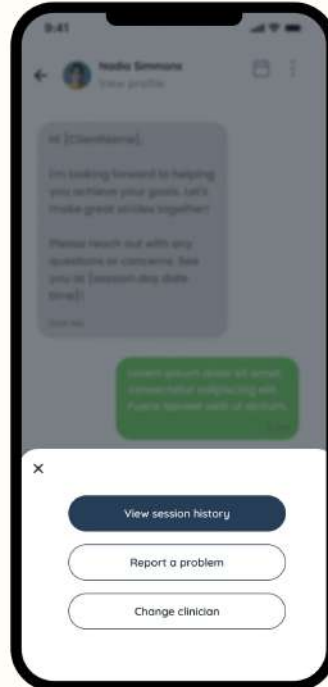 9:41
Nadia Simmons
View profile
Hi [ClientName],
I'm looking forward to helping
you achieve your goals. Let's
make great strides together!
Please reach out with any
questions or concerns. See
you at [session day date
time]!
Lorem ipsum dolor sit amet
consectetur adipiscing elit
View session history
Report a problem
Change clinician